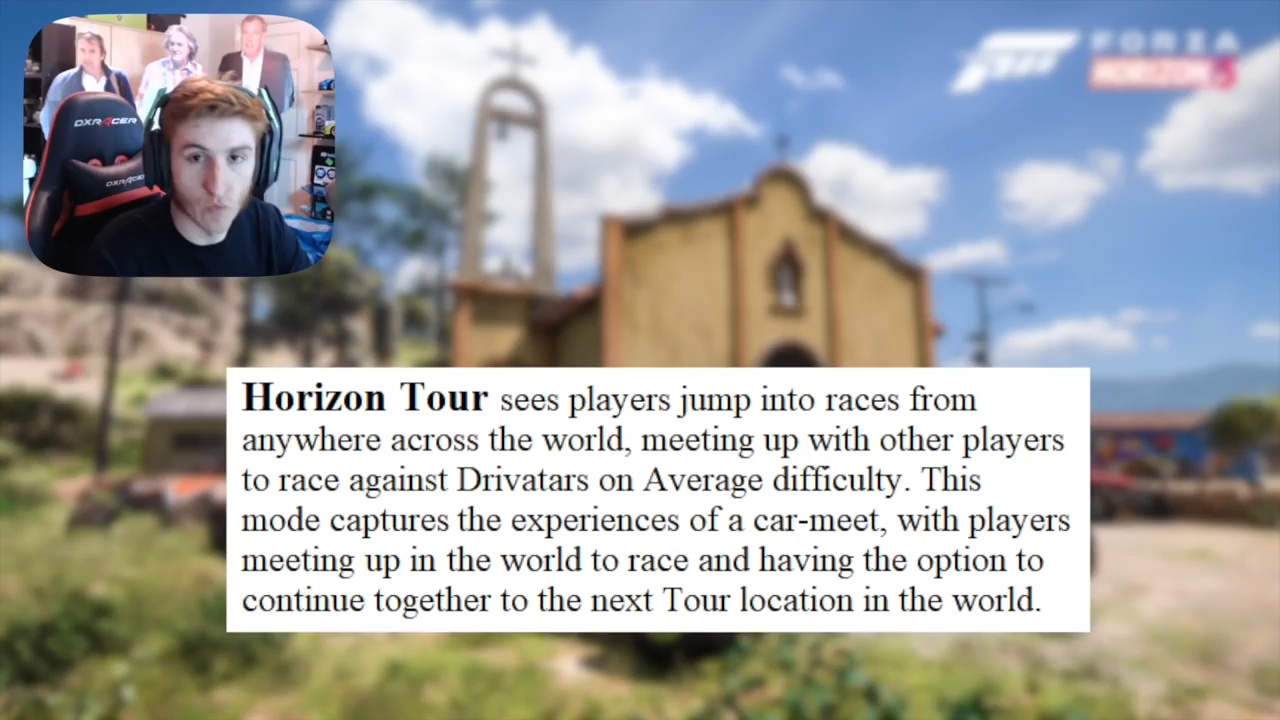 FORZA
HORIZON 5
DXRACER
DXRACER
Horizon Tour sees players jump into races from
anywhere across the world, meeting up with other players
to race against Drivatars on Average difficulty. This
mode captures the experiences of a car-meet, with players
meeting up in the world to race and having the option to
continue together to the next Tour location in the world.